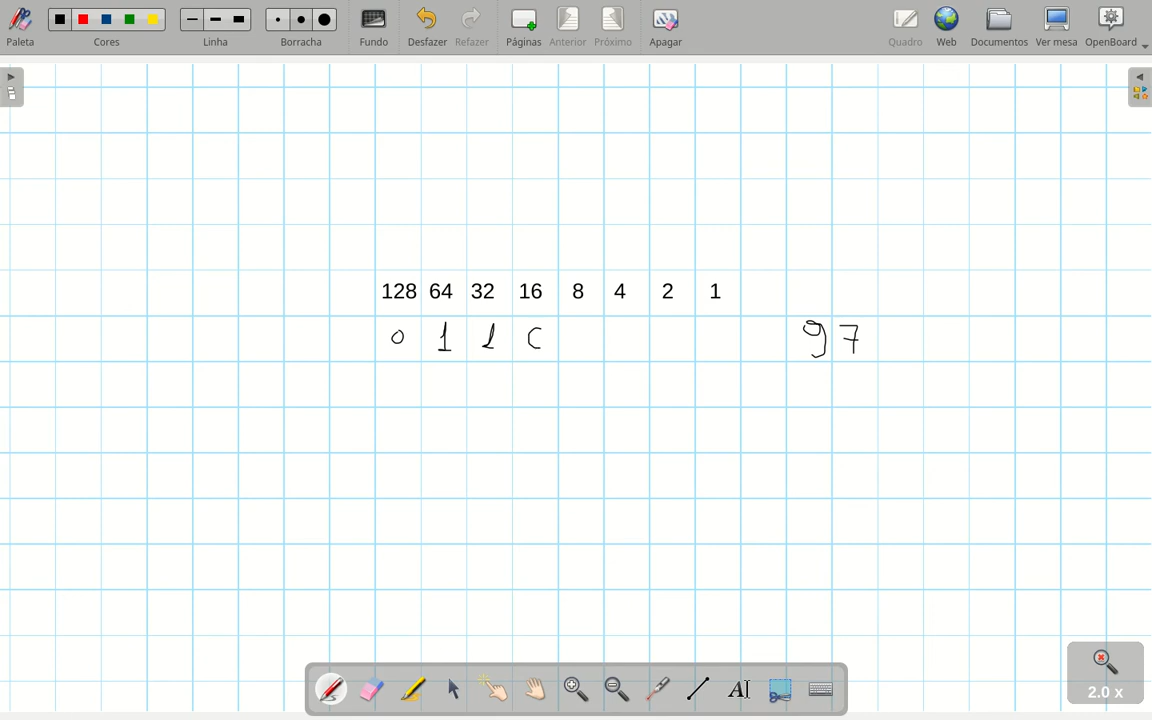 Paleta Cores Linha Borracha Fundo Desfazer Refazer Páginas Anterior Próximo Apagar Quadro Web Documentos Ver mesa OpenBoard
128 64 32 16 8 4 2 1
0 1 1 C 97
2.0 x